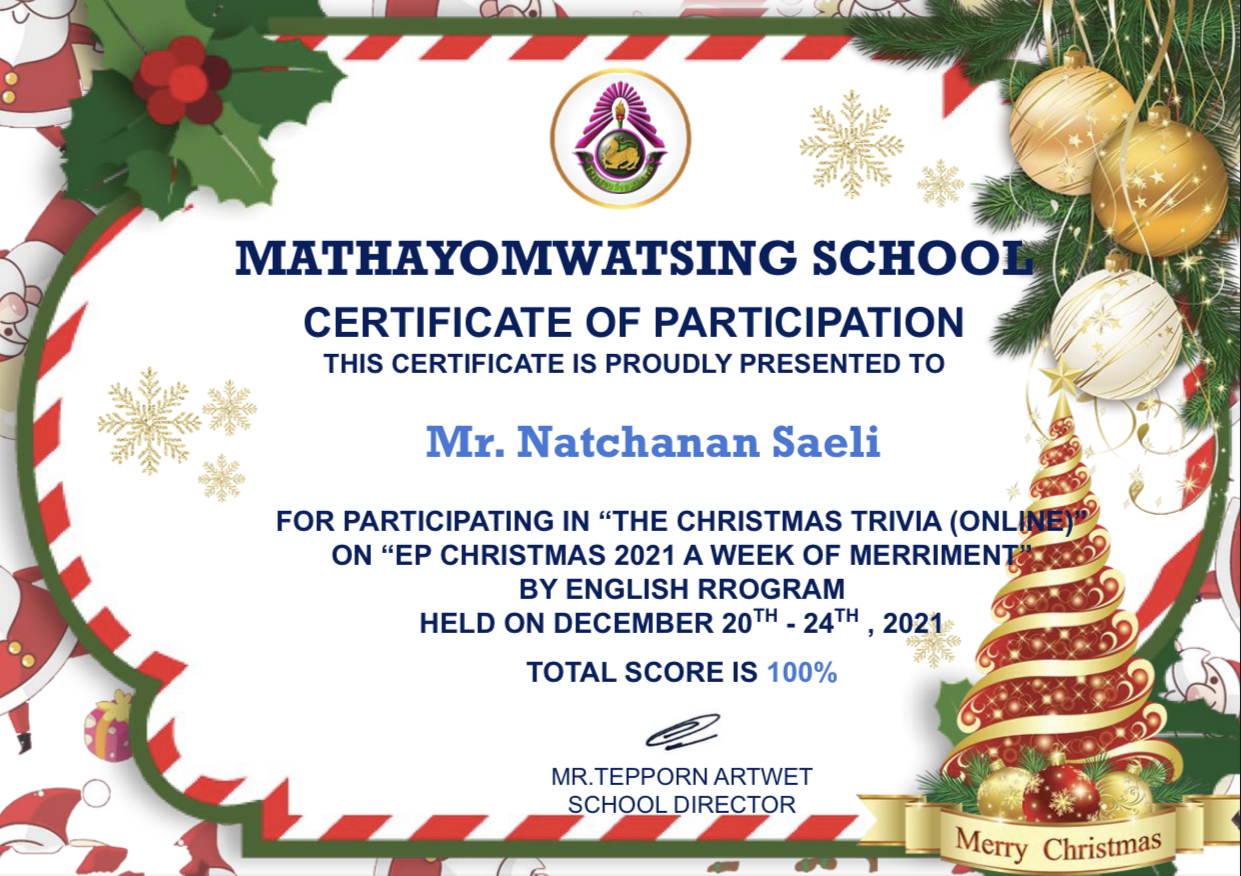 MATHAYOMWATSING SCHOOL
CERTIFICATE OF PARTICIPATION
THIS CERTIFICATE IS PROUDLY PRESENTED TO
Mr. Natchanan Saeli
FOR PARTICIPATING IN “THE CHRISTMAS TRIVIA (ONLINE)”
ON “EP CHRISTMAS 2021 A WEEK OF MERRIMENT”
BY ENGLISH RROGRAM
HELD ON DECEMBER 20TH - 24TH , 2021
TOTAL SCORE IS 100%
MR.TEPPORN ARTWET
SCHOOL DIRECTOR
Merry Christmas